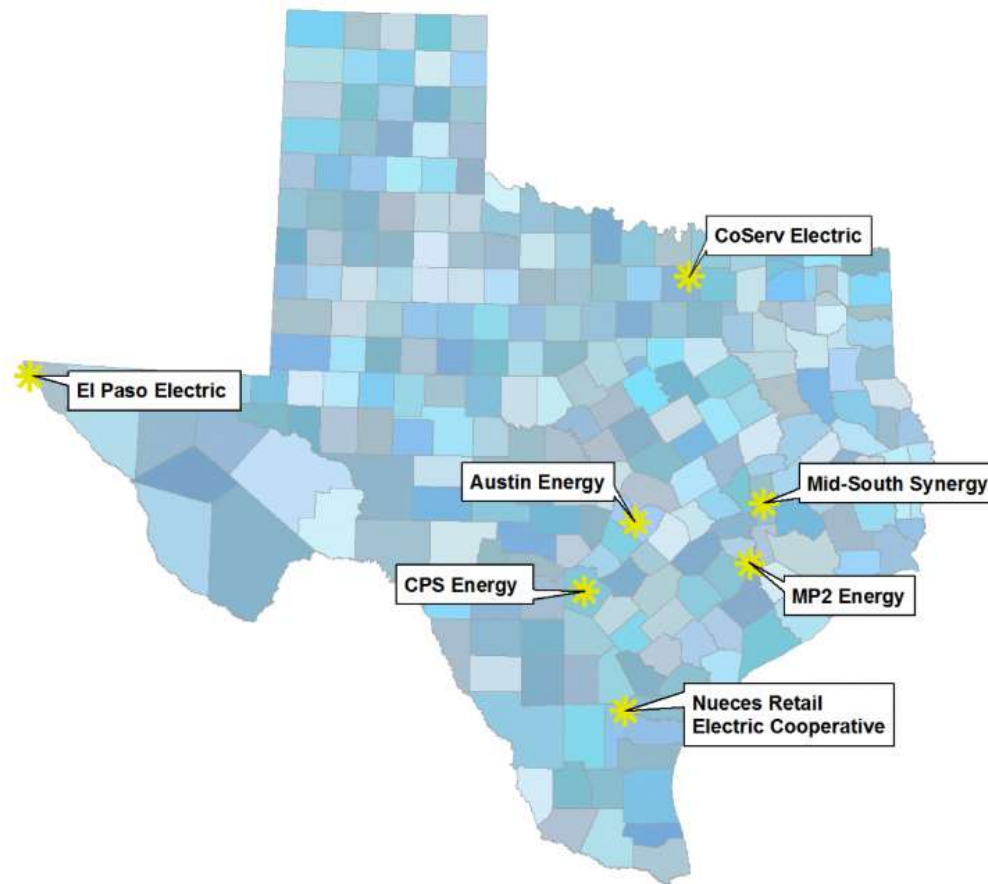 CoServ Electric
El Paso Electric
Austin Energy
Mid-South Synergy
CPS Energy
MP2 Energy
Nueces Retail
Electric Cooperative